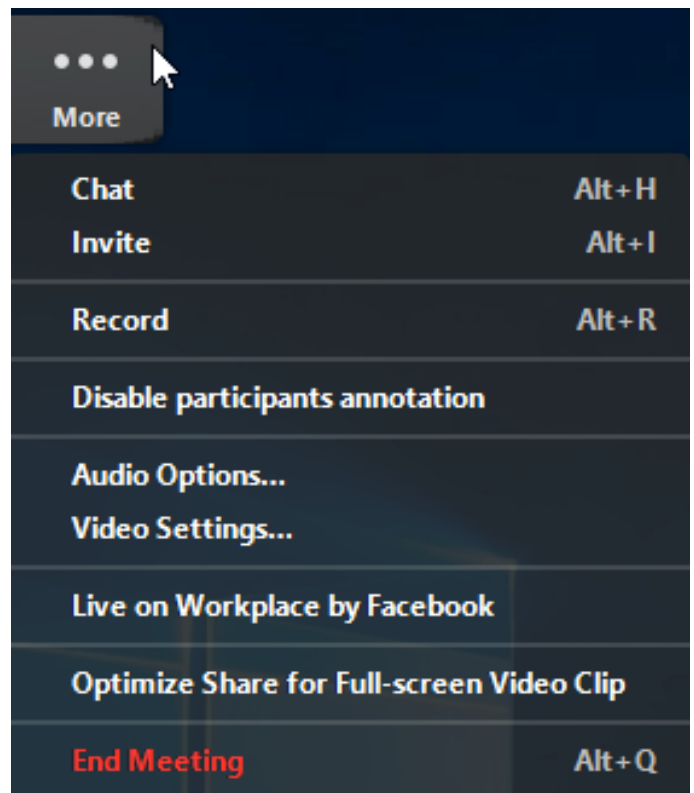 More
Chat Alt+H
Invite Alt+I
Record Alt+R
Disable participants annotation
Audio Options...
Video Settings...
Live on Workplace by Facebook
Optimize Share for Full-screen Video Clip
End Meeting Alt+Q